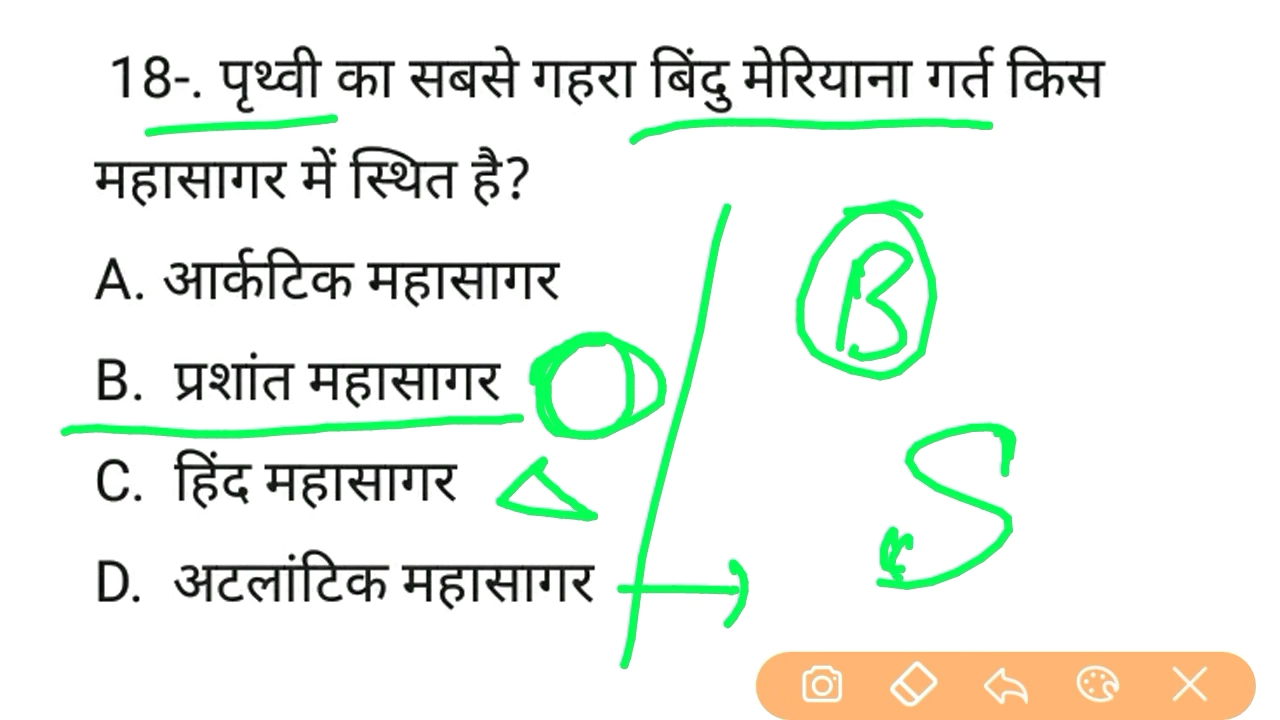 18-. पृथ्वी का सबसे गहरा बिंदु मेरियाना गर्त किस
महासागर में स्थित है?
A. आर्कटिक महासागर
B. प्रशांत महासागर
B
C. हिंद महासागर
S
D. अटलांटिक महासागर